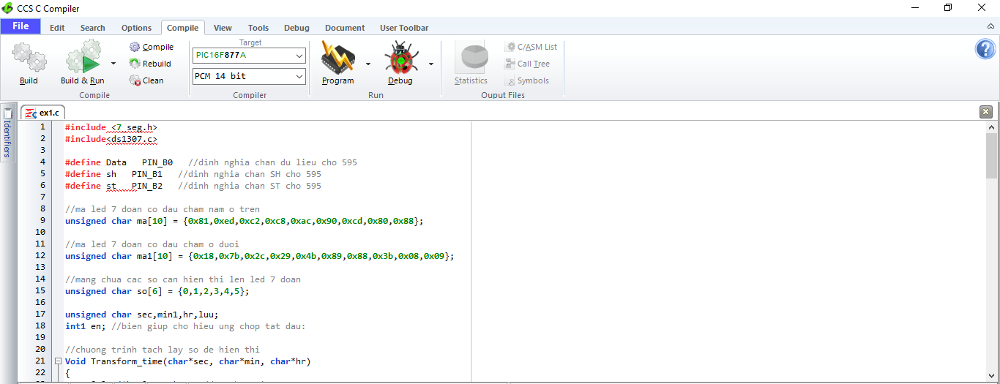 CCS C Compiler
File Edit Search Options Compile View Tools Debug Document User Toolbar
Build
Build & Run
Compile
Rebuild
Clean
Compile
Target
PIC16F877A
PCM 14 bit
Compiler
Program
Debug
Run
Statistics
C/ASM List
Call Tree
Symbols
Ouput Files
Identifiers
ex1.c
1 #include <7_seg.h>
2 #include<ds1307.c>
3
4 #define Data   PIN_B0   //dinh nghia chan du lieu cho 595
5 #define sh   PIN_B1   //dinh nghia chan SH cho 595
6 #define st   PIN_B2   //dinh nghia chan ST cho 595
7
8 //ma led 7 doan co dau cham nam o tren
9 unsigned char ma[10] = {0x81,0xed,0xc2,0xc8,0xac,0x90,0xcd,0x80,0x88};
10
11 //ma led 7 doan co dau cham o duoi
12 unsigned char ma1[10] = {0x18,0x7b,0x2c,0x29,0x4b,0x89,0x88,0x3b,0x08,0x09};
13
14 //mang chua cac so can hien thi len led 7 doan
15 unsigned char so[6] = {0,1,2,3,4,5};
16
17 unsigned char sec,min1,hr,luu;
18 int1 en; //bien giup cho hieu ung chop tat dau:
19
20 //chuong trinh tach lay so de hien thi
21 Void Transform_time(char*sec, char*min, char*hr)
22 {